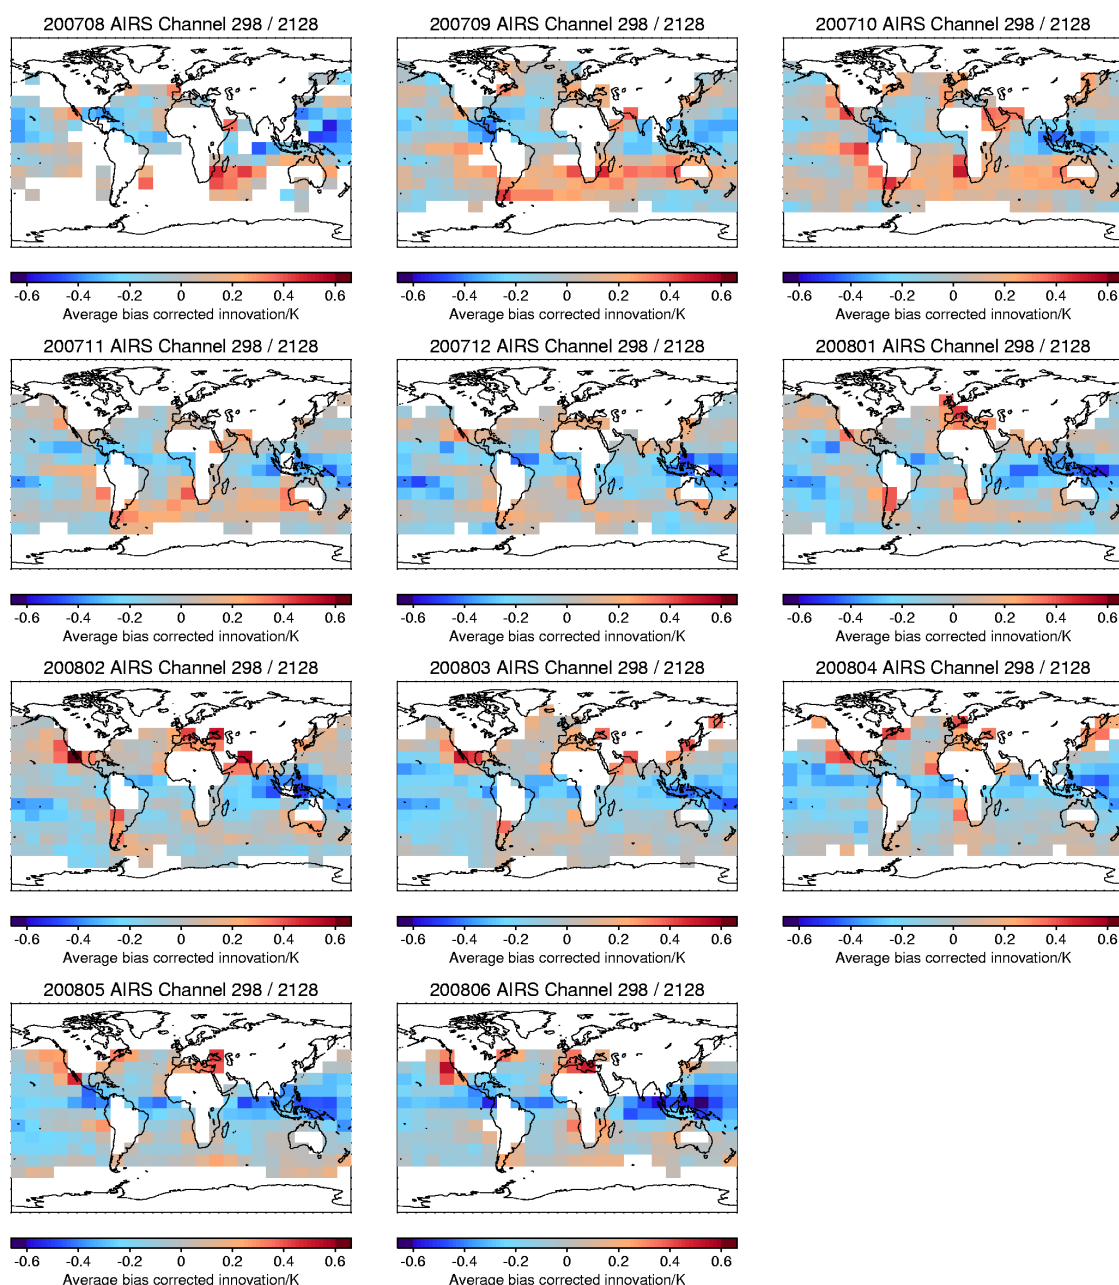 200708 AIRS Channel 298 / 2128
200709 AIRS Channel 298 / 2128
200710 AIRS Channel 298 / 2128
-0.6 -0.4 -0.2 0 0.2 0.4 0.6
-0.6 -0.4 -0.2 0 0.2 0.4 0.6
-0.6 -0.4 -0.2 0 0.2 0.4 0.6
Average bias corrected innovation/K
Average bias corrected innovation/K
Average bias corrected innovation/K
200711 AIRS Channel 298 / 2128
200712 AIRS Channel 298 / 2128
200801 AIRS Channel 298 / 2128
-0.6 -0.4 -0.2 0 0.2 0.4 0.6
-0.6 -0.4 -0.2 0 0.2 0.4 0.6
-0.6 -0.4 -0.2 0 0.2 0.4 0.6
Average bias corrected innovation/K
Average bias corrected innovation/K
Average bias corrected innovation/K
200802 AIRS Channel 298 / 2128
200803 AIRS Channel 298 / 2128
200804 AIRS Channel 298 / 2128
-0.6 -0.4 -0.2 0 0.2 0.4 0.6
-0.6 -0.4 -0.2 0 0.2 0.4 0.6
-0.6 -0.4 -0.2 0 0.2 0.4 0.6
Average bias corrected innovation/K
Average bias corrected innovation/K
Average bias corrected innovation/K
200805 AIRS Channel 298 / 2128
200806 AIRS Channel 298 / 2128
-0.6 -0.4 -0.2 0 0.2 0.4 0.6
-0.6 -0.4 -0.2 0 0.2 0.4 0.6
Average bias corrected innovation/K
Average bias corrected innovation/K